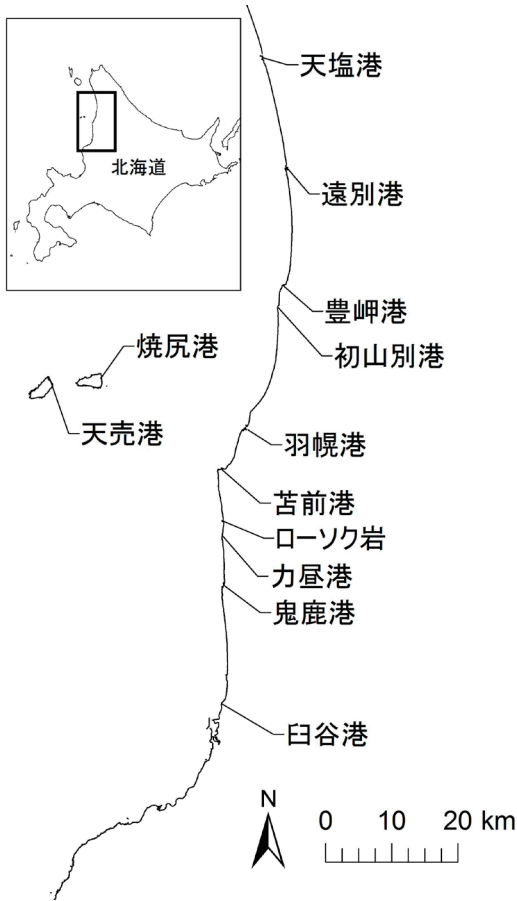 天塩港
遠別港
北海道
豊岬港
初山別港
焼尻港
天売港
羽幌港
苫前港
ローソク岩
力昼港
鬼鹿港
臼谷港
N
0 10 20 km